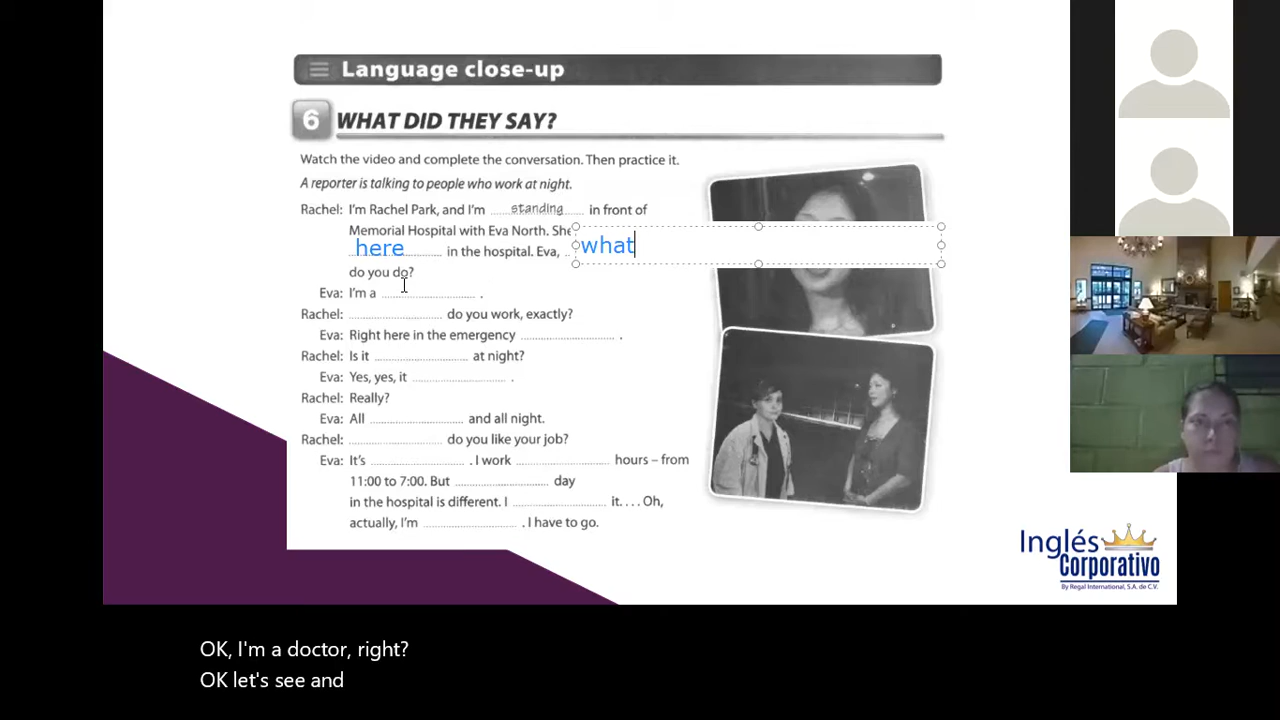 Language close-up
6 WHAT DID THEY SAY?
Watch the video and complete the conversation. Then practice it.
A reporter is talking to people who work at night.
Rachel: I'm Rachel Park, and I'm standing in front of
Memorial Hospital with Eva North. She
here in the hospital. Eva, what
do you do?
Eva: I'm a .................... .
Rachel: .................... do you work, exactly?
Eva: Right here in the emergency .................... .
Rachel: Is it .................... at night?
Eva: Yes, yes, it .................... .
Rachel: Really?
Eva: All .................... and all night.
Rachel: .................... do you like your job?
Eva: It's .................... . I work .................... hours – from
11:00 to 7:00. But .................... day
in the hospital is different. I .................... it. . . . Oh,
actually, I'm .................... . I have to go.
Inglés
Corporativo
By Regal International, S.A. de C.V.
OK, I'm a doctor, right?
OK let's see and